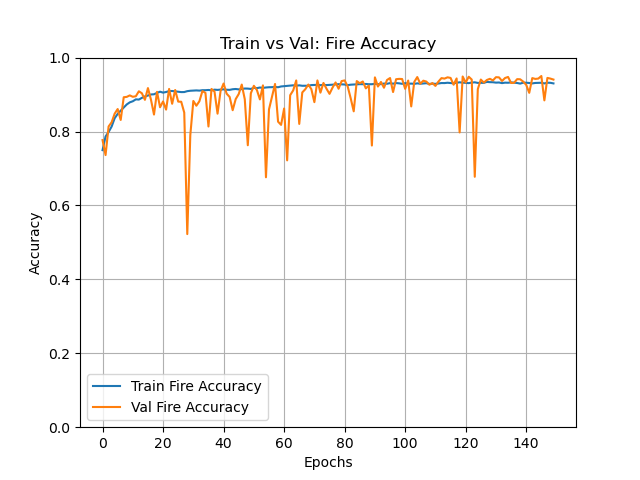 Train vs Val: Fire Accuracy
1.0
0.8
0.6
0.4
0.2
0.0
Accuracy
Train Fire Accuracy
Val Fire Accuracy
0 20 40 60 80 100 120 140
Epochs